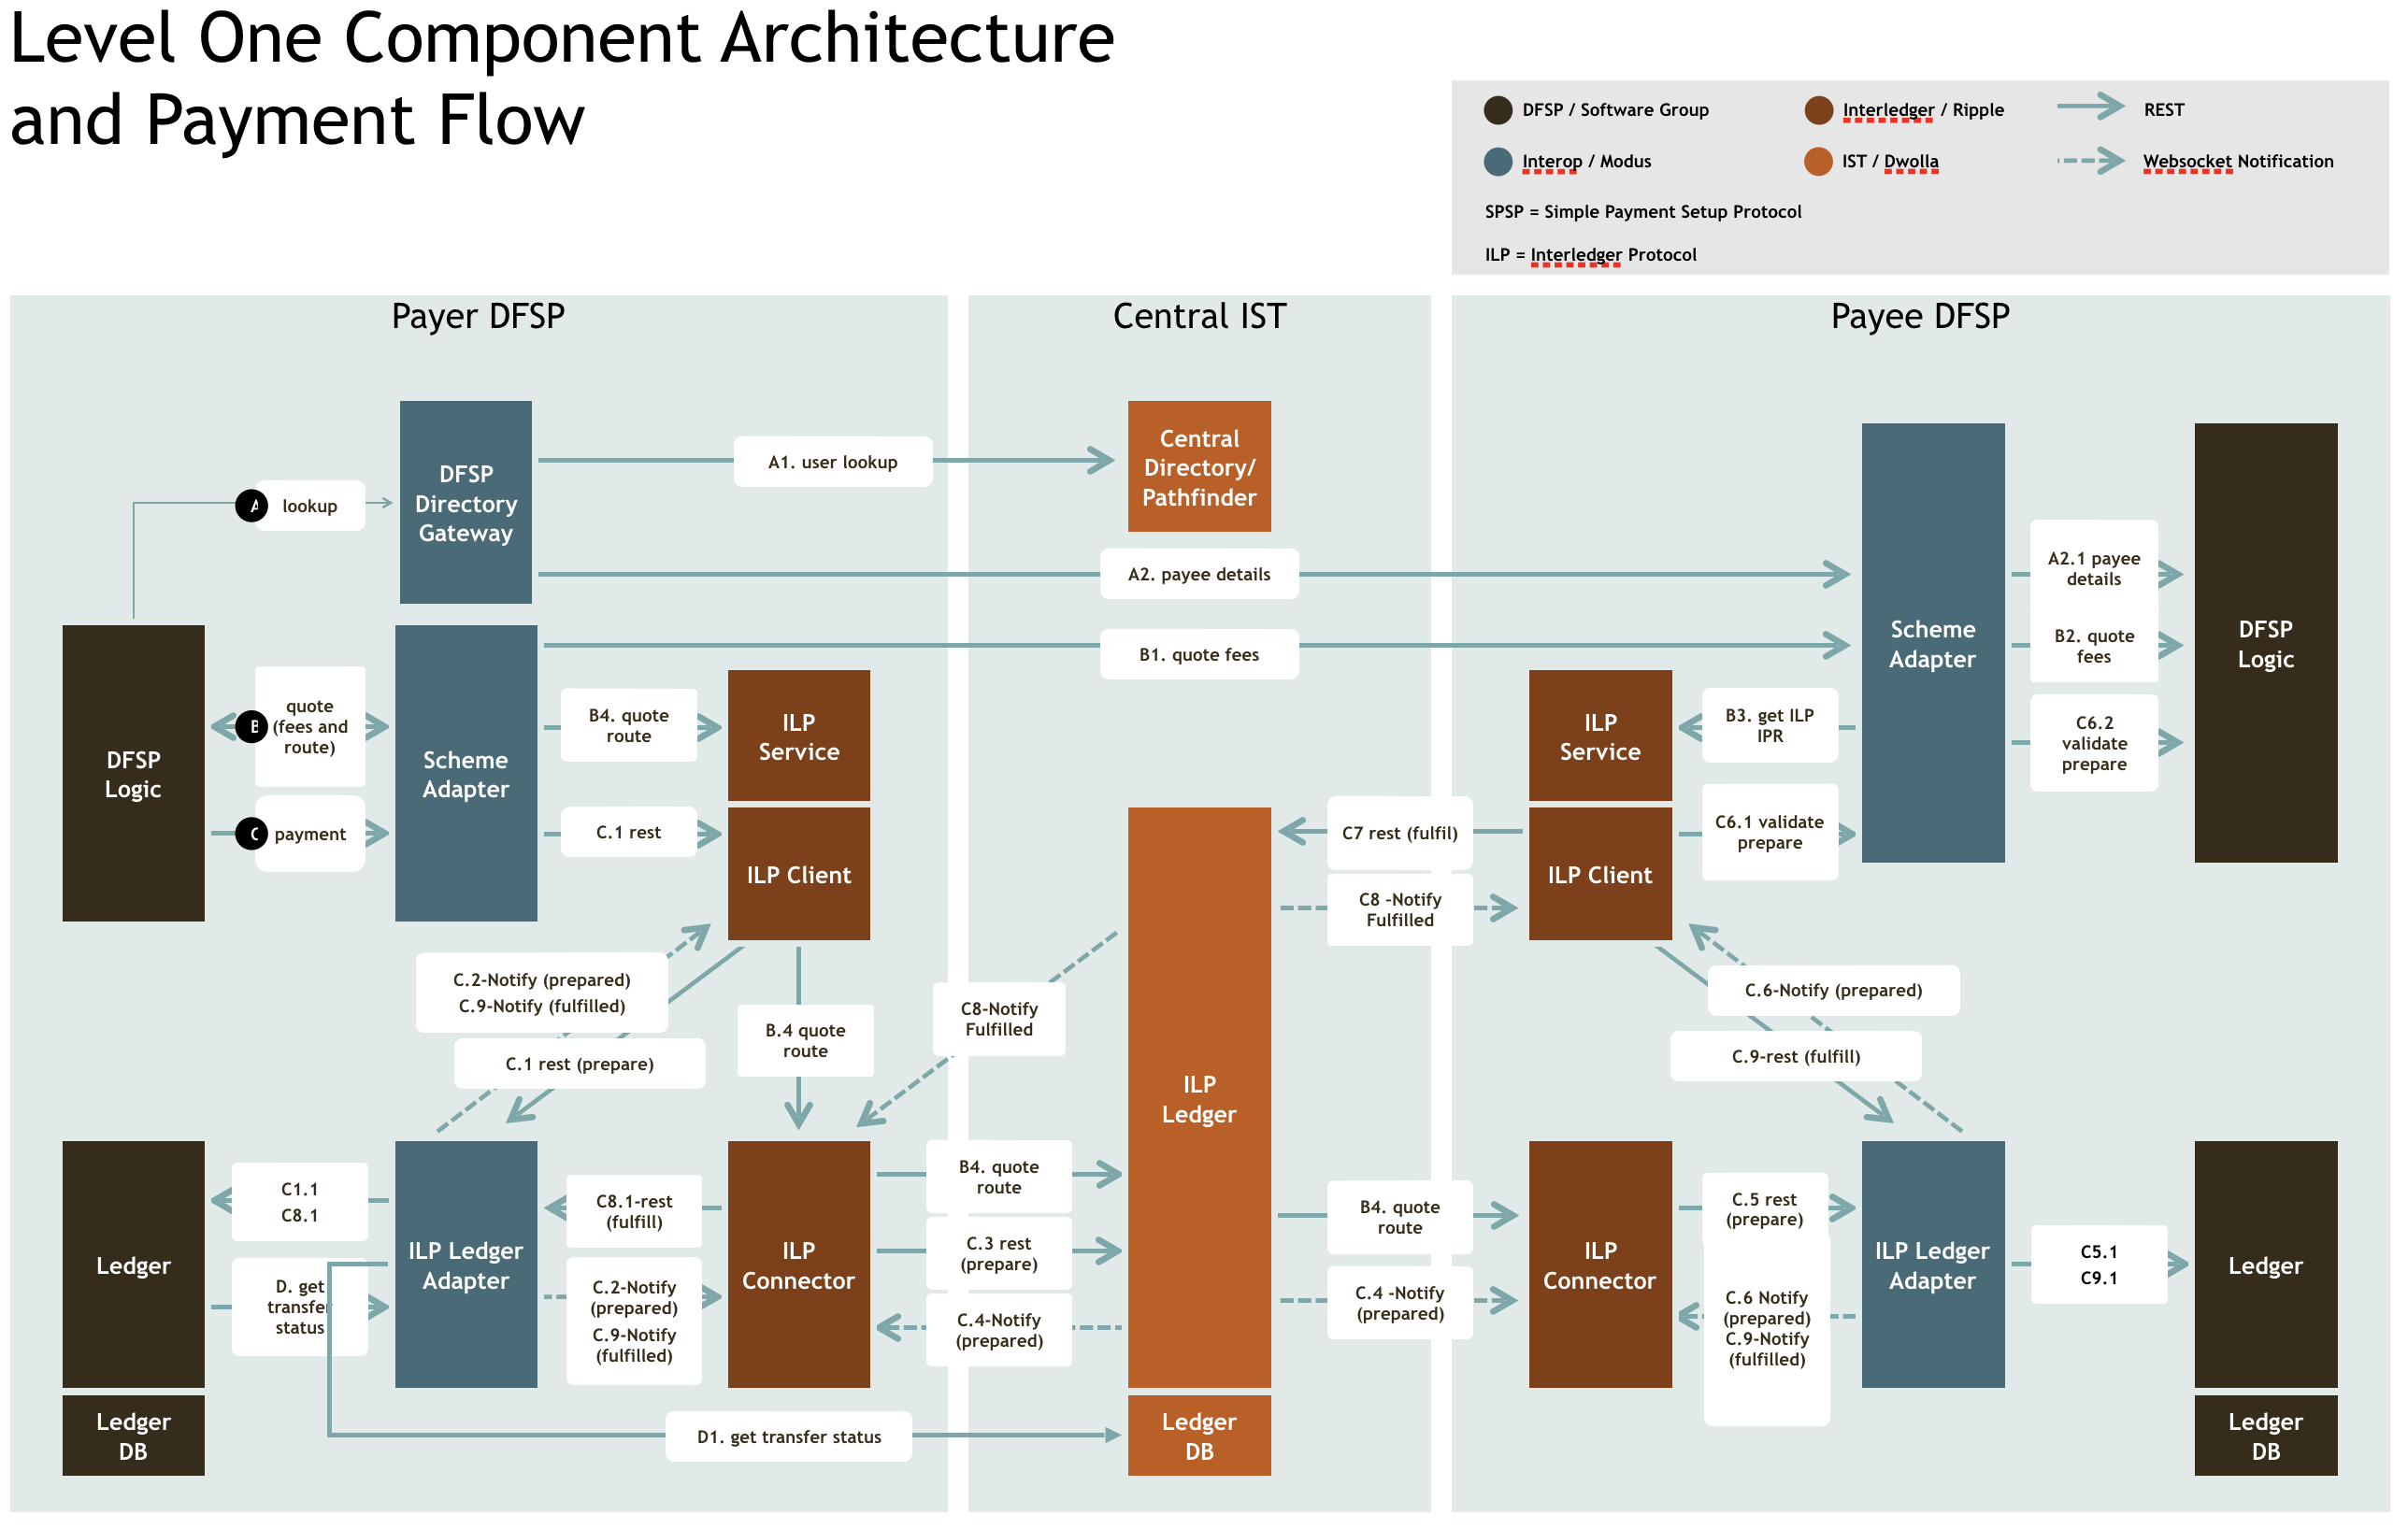 Level One Component Architecture
and Payment Flow
DFSP / Software Group
Interledger / Ripple
REST
Interop / Modus
IST / Dwolla
Websocket Notification
SPSP = Simple Payment Setup Protocol
ILP = Interledger Protocol
Payer DFSP
Central IST
Payee DFSP
DFSP
Directory
Gateway
A1. user lookup
Central
Directory/
Pathfinder
A
lookup
A2. payee details
Scheme
Adapter
A2.1 payee
details
DFSP
Logic
B1. quote fees
B2. quote
fees
DFSP
Logic
B
quote
(fees and
route)
Scheme
Adapter
B4. quote
route
ILP
Service
ILP
Service
B3. get ILP
IPR
C6.2
validate
prepare
C
payment
C.1 rest
ILP Client
C7 rest (fulfil)
ILP Client
C6.1 validate
prepare
C8 -Notify
Fulfilled
C.2-Notify (prepared)
C.9-Notify (fulfilled)
C.1 rest (prepare)
B.4 quote
route
C8-Notify
Fulfilled
ILP
Ledger
C.6-Notify (prepared)
C.9-rest (fulfill)
Ledger
C1.1
C8.1
D. get
transfer
status
ILP Ledger
Adapter
C8.1-rest
(fulfill)
C.2-Notify
(prepared)
C.9-Notify
(fulfilled)
ILP
Connector
B4. quote
route
C.3 rest
(prepare)
C.4-Notify
(prepared)
B4. quote
route
C.4 -Notify
(prepared)
ILP
Connector
C.5 rest
(prepare)
C.6 Notify
(prepared)
C.9-Notify
(fulfilled)
ILP Ledger
Adapter
C5.1
C9.1
Ledger
Ledger
DB
D1. get transfer status
Ledger
DB
Ledger
DB